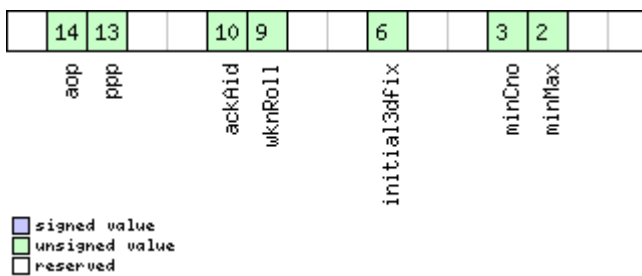 14 13 10 9 6 3 2
aop
ppp
ackAid
wknRoll
initial3dfix
minCno
minMax
signed value
unsigned value
reserved